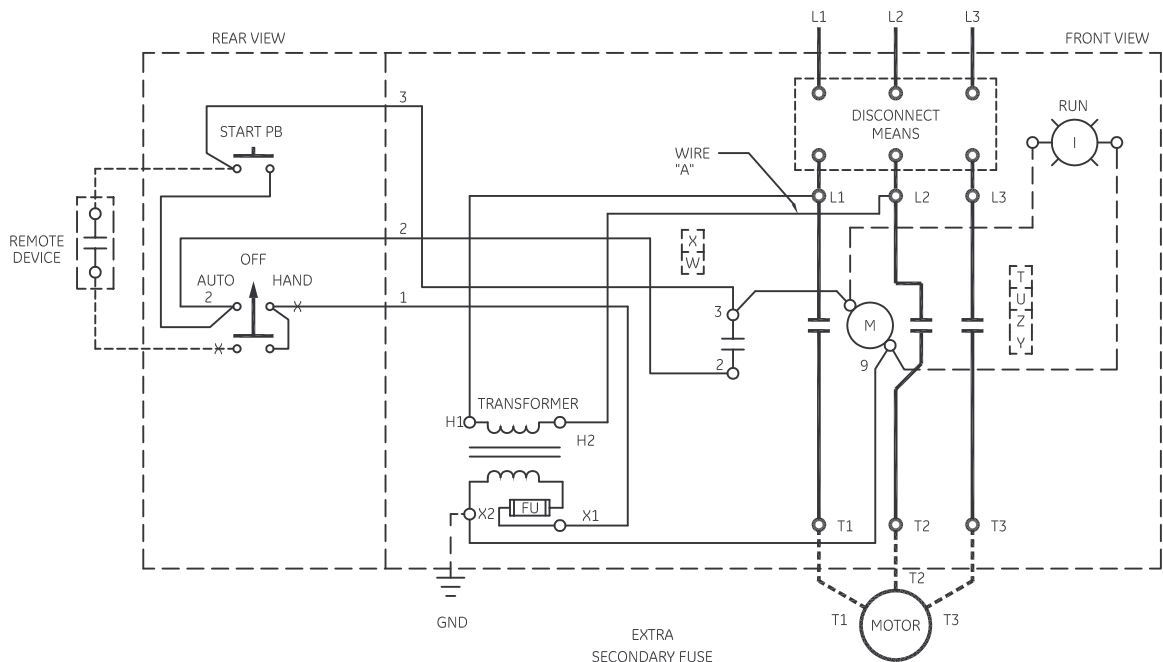 L1
L2
L3
REAR VIEW
FRONT VIEW
3
RUN
START PB
DISCONNECT
MEANS
I
WIRE
"A"
L1
L2
L3
2
REMOTE
DEVICE
OFF
X
W
AUTO
HAND
2
X
1
T
U
Z
Y
3
M
X
2
9
TRANSFORMER
H1
H2
FU
X2
X1
T1
T2
T3
T2
GND
T1
MOTOR
T3
EXTRA
SECONDARY FUSE